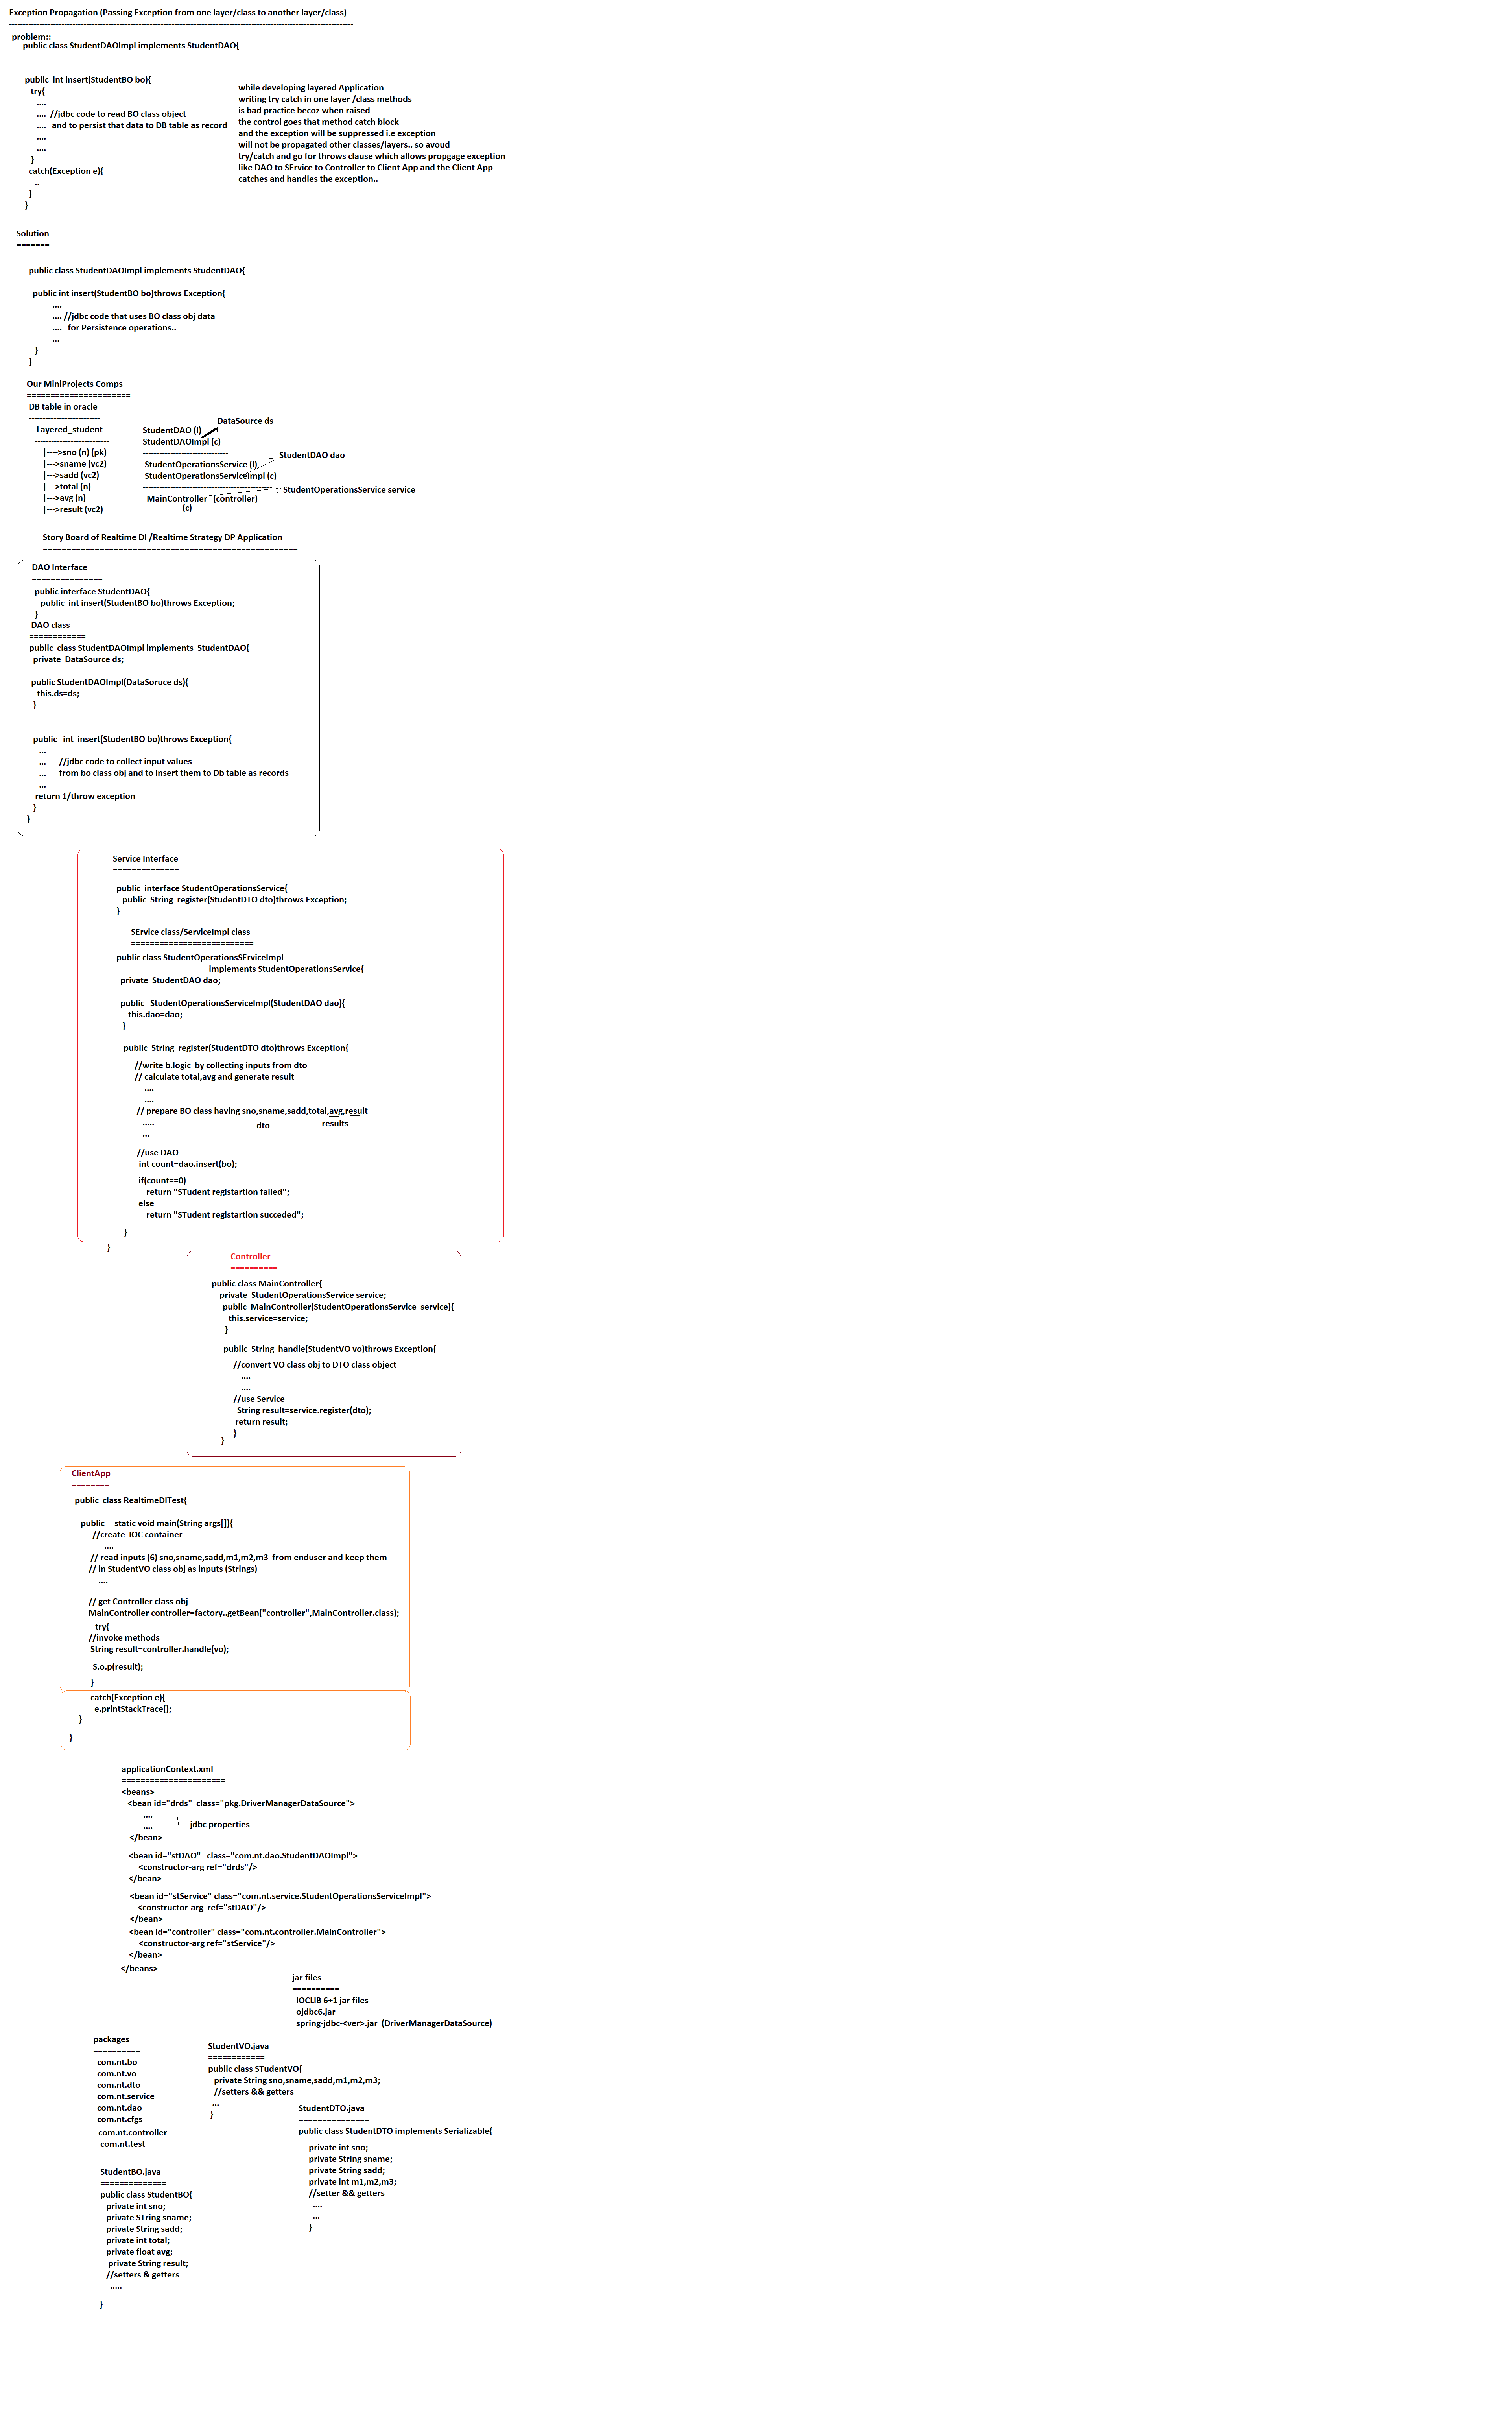 Exception Propagation (Passing Exception from one layer/class to another layer/class)
-----------------------------------------------------------------------------------------------------------------------------
problem::
public class StudentDAOImpl implements StudentDAO{
public int insert(StudentBO bo){
try{
....
.... //jdbc code to read BO class object
.... and to persist that data to DB table as record
....
....
}
catch(Exception e){
..
}
}
while developing layered Application
writing try catch in one layer /class methods
is bad practice becoz when raised
the control goes that method catch block
and the exception will be suppressed i.e exception
will not be propagated other classes/layers.. so avoud
try/catch and go for throws clause which allows propgage exception
like DAO to SErvice to Controller to Client App and the Client App
catches and handles the exception..
Solution
=======
public class StudentDAOImpl implements StudentDAO{
public int insert(StudentBO bo)throws Exception{
....
.... //jdbc code that uses BO class obj data
.... for Persistence operations..
...
}
}
Our MiniProjects Comps
======================
DB table in oracle
--------------------------
Layered_student
---------------------------
|---->sno (n) (pk)
|--->sname (vc2)
|--->sadd (vc2)
|--->total (n)
|--->avg (n)
|--->result (vc2)
DataSource ds
StudentDAO (I)
StudentDAOImpl (c)
-------------------------------
StudentDAO dao
StudentOperationsService (I)
StudentOperationsServiceImpl (c)
-----------------------------------------------
StudentOperationsService service
MainController (controller)
(c)
Story Board of Realtime DI /Realtime Strategy DP Application
======================================================
DAO Interface
===============
public interface StudentDAO{
public int insert(StudentBO bo)throws Exception;
}
DAO class
============
public class StudentDAOImpl implements StudentDAO{
private DataSource ds;
public StudentDAOImpl(DataSoruce ds){
this.ds=ds;
}
public int insert(StudentBO bo)throws Exception{
...
... //jdbc code to collect input values
... from bo class obj and to insert them to Db table as records
...
return 1/throw exception
}
}
Service Interface
==============
public interface StudentOperationsService{
public String register(StudentDTO dto)throws Exception;
}
SErvice class/ServiceImpl class
==========================
public class StudentOperationsSErviceImpl
implements StudentOperationsService{
private StudentDAO dao;
public StudentOperationsServiceImpl(StudentDAO dao){
this.dao=dao;
}
public String register(StudentDTO dto)throws Exception{
//write b.logic by collecting inputs from dto
// calculate total,avg and generate result
....
....
// prepare BO class having sno,sname,sadd,total,avg,result
.....
dto results
...
//use DAO
int count=dao.insert(bo);
if(count==0)
return "STudent registartion failed";
else
return "STudent registartion succeded";
}
}
Controller
==========
public class MainController{
private StudentOperationsService service;
public MainController(StudentOperationsService service){
this.service=service;
}
public String handle(StudentVO vo)throws Exception{
//convert VO class obj to DTO class object
....
....
//use Service
String result=service.register(dto);
return result;
}
}
ClientApp
========
public class RealtimeDITest{
public static void main(String args[]){
//create IOC container
....
// read inputs (6) sno,sname,sadd,m1,m2,m3 from enduser and keep them
// in StudentVO class obj as inputs (Strings)
....
// get Controller class obj
MainController controller=factory..getBean("controller",MainController.class);
try{
//invoke methods
String result=controller.handle(vo);
S.o.p(result);
}
catch(Exception e){
e.printStackTrace();
}
}
applicationContext.xml
======================
<beans>
<bean id="drds" class="pkg.DriverManagerDataSource">
....
.... jdbc properties
</bean>
<bean id="stDAO" class="com.nt.dao.StudentDAOImpl">
<constructor-arg ref="drds"/>
</bean>
<bean id="stService" class="com.nt.service.StudentOperationsServiceImpl">
<constructor-arg ref="stDAO"/>
</bean>
<bean id="controller" class="com.nt.controller.MainController">
<constructor-arg ref="stService"/>
</bean>
</beans>
jar files
==========
IOCLIB 6+1 jar files
ojdbc6.jar
spring-jdbc-<ver>.jar (DriverManagerDataSource)
packages
==========
com.nt.bo
com.nt.vo
com.nt.dto
com.nt.service
com.nt.dao
com.nt.cfgs
com.nt.controller
com.nt.test
StudentVO.java
============
public class STudentVO{
private String sno,sname,sadd,m1,m2,m3;
//setters && getters
...
}
StudentDTO.java
===============
public class StudentDTO implements Serializable{
private int sno;
private String sname;
private String sadd;
private int m1,m2,m3;
//setter && getters
....
...
}
StudentBO.java
==============
public class StudentBO{
private int sno;
private STring sname;
private String sadd;
private int total;
private float avg;
private String result;
//setters & getters
.....
}